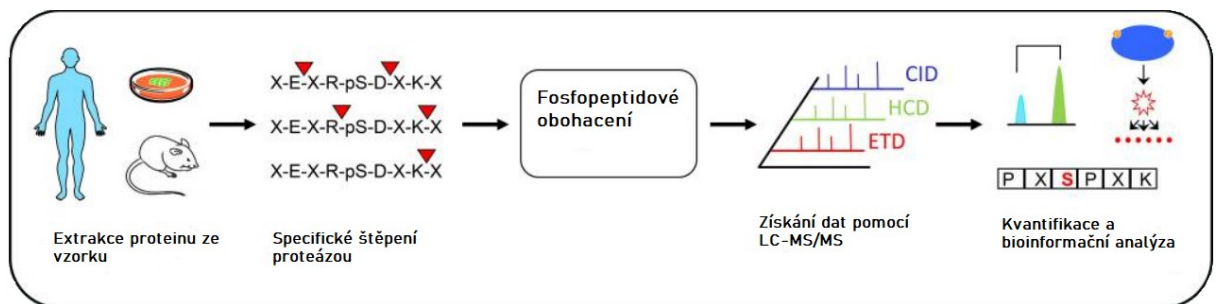 X-E-X-R-pS-D-X-K-X
X-E-X-R-pS-D-X-K-X
X-E-X-R-pS-D-X-K-X
Fosfopeptidové
obohacení
CID
HCD
ETD
P X S P X K
Extrakce proteinu ze
vzorku
Specifické štěpení
proteázou
Získání dat pomocí
LC-MS/MS
Kvantifikace a
bioinformační analýza